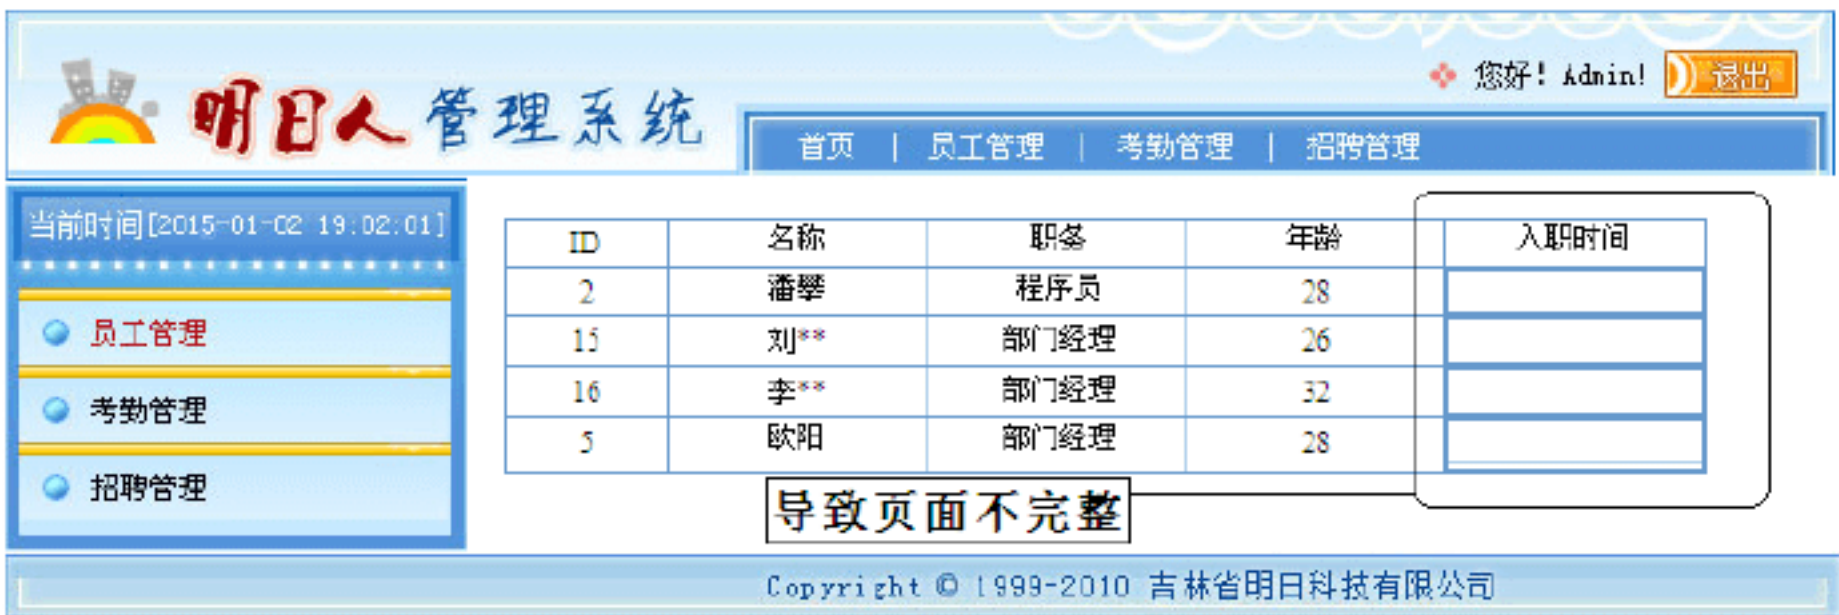 您好！Admin!
退出
明日人管理系统
首页 | 员工管理 | 考勤管理 | 招聘管理
当前时间[2015-01-02 19:02:01]
员工管理
考勤管理
招聘管理
ID 名称 职务 年龄 入职时间
2 潘攀 程序员 28
15 刘** 部门经理 26
16 李** 部门经理 32
5 欧阳 部门经理 28
导致页面不完整
Copyright © 1999-2010 吉林省明日科技有限公司